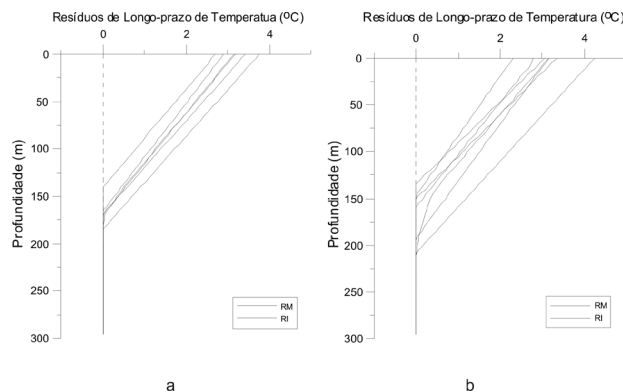 Resíduos de Longo-prazo de Temperatua (ºC)
0 2 4
0
50
100
150
200
250
300
Profundidade (m)
RM
RI
a
Resíduos de Longo-prazo de Temperatura (ºC)
0 2 4
0
50
100
150
200
250
300
Profundidade (m)
RM
RI
b